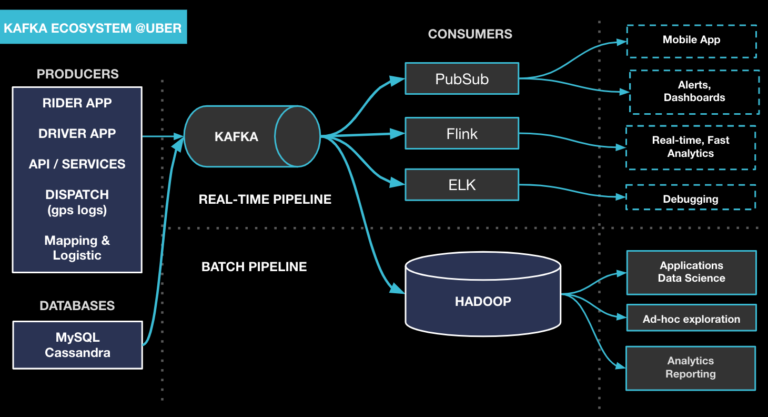 KAFKA ECOSYSTEM @UBER
PRODUCERS
RIDER APP
DRIVER APP
API / SERVICES
DISPATCH
(gps logs)
Mapping &
Logistic
DATABASES
MySQL
Cassandra
KAFKA
REAL-TIME PIPELINE
BATCH PIPELINE
CONSUMERS
PubSub
Flink
ELK
HADOOP
Mobile App
Alerts,
Dashboards
Real-time, Fast
Analytics
Debugging
Applications
Data Science
Ad-hoc exploration
Analytics
Reporting